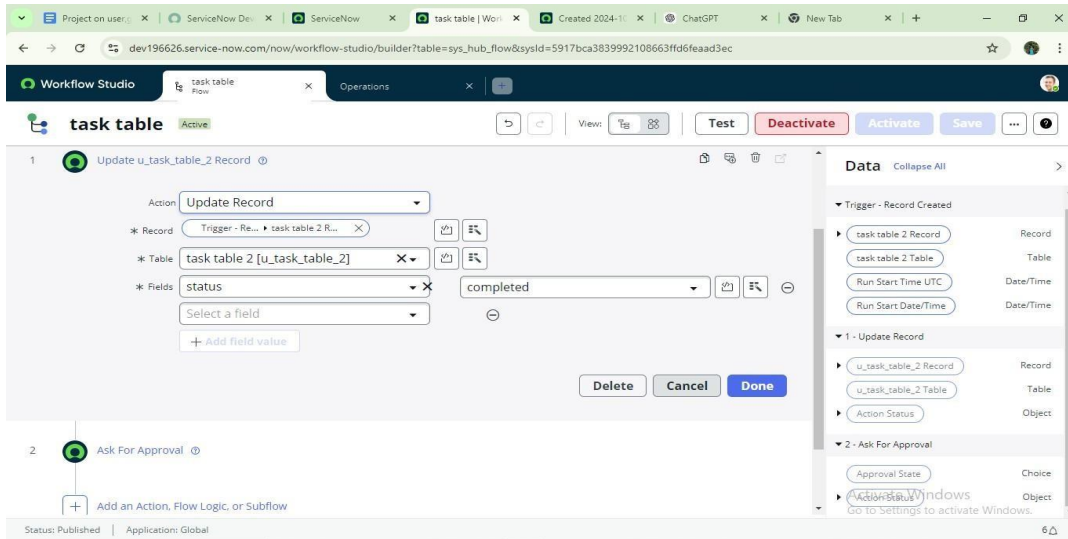 Project on user,g
ServiceNow Dev
ServiceNow
task table | Work
Created 2024-10
ChatGPT
New Tab
dev196626.service-now.com/now/workflow-studio/builder?table=sys_hub_flow&sysId=5917bca3839992108663ffd6feaad3ec
Workflow Studio
task table
Flow
Operations
task table Active
View:
Test
Deactivate
Activate
Save
1 Update u_task_table_2 Record
Action Update Record
* Record Trigger - Re... ▸ task table 2 R...
* Table task table 2 [u_task_table_2]
* Fields status completed
Select a field
+ Add field value
Delete Cancel Done
2 Ask For Approval
Add an Action, Flow Logic, or Subflow
Data Collapse All
Trigger - Record Created
task table 2 Record Record
task table 2 Table Table
Run Start Time UTC Date/Time
Run Start Date/Time Date/Time
1 - Update Record
u_task_table_2 Record Record
u_task_table_2 Table Table
Action Status Object
2 - Ask For Approval
Approval State Choice
Action Status Object
Activate Windows
Go to Settings to activate Windows.
Status: Published | Application: Global
6